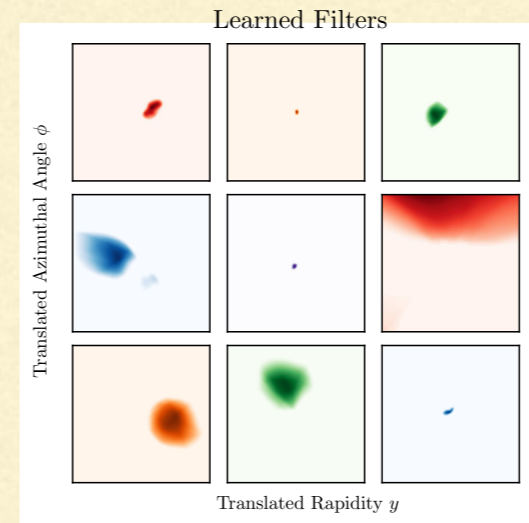 Learned Filters
Translated Azimuthal Angle ϕ
Translated Rapidity y